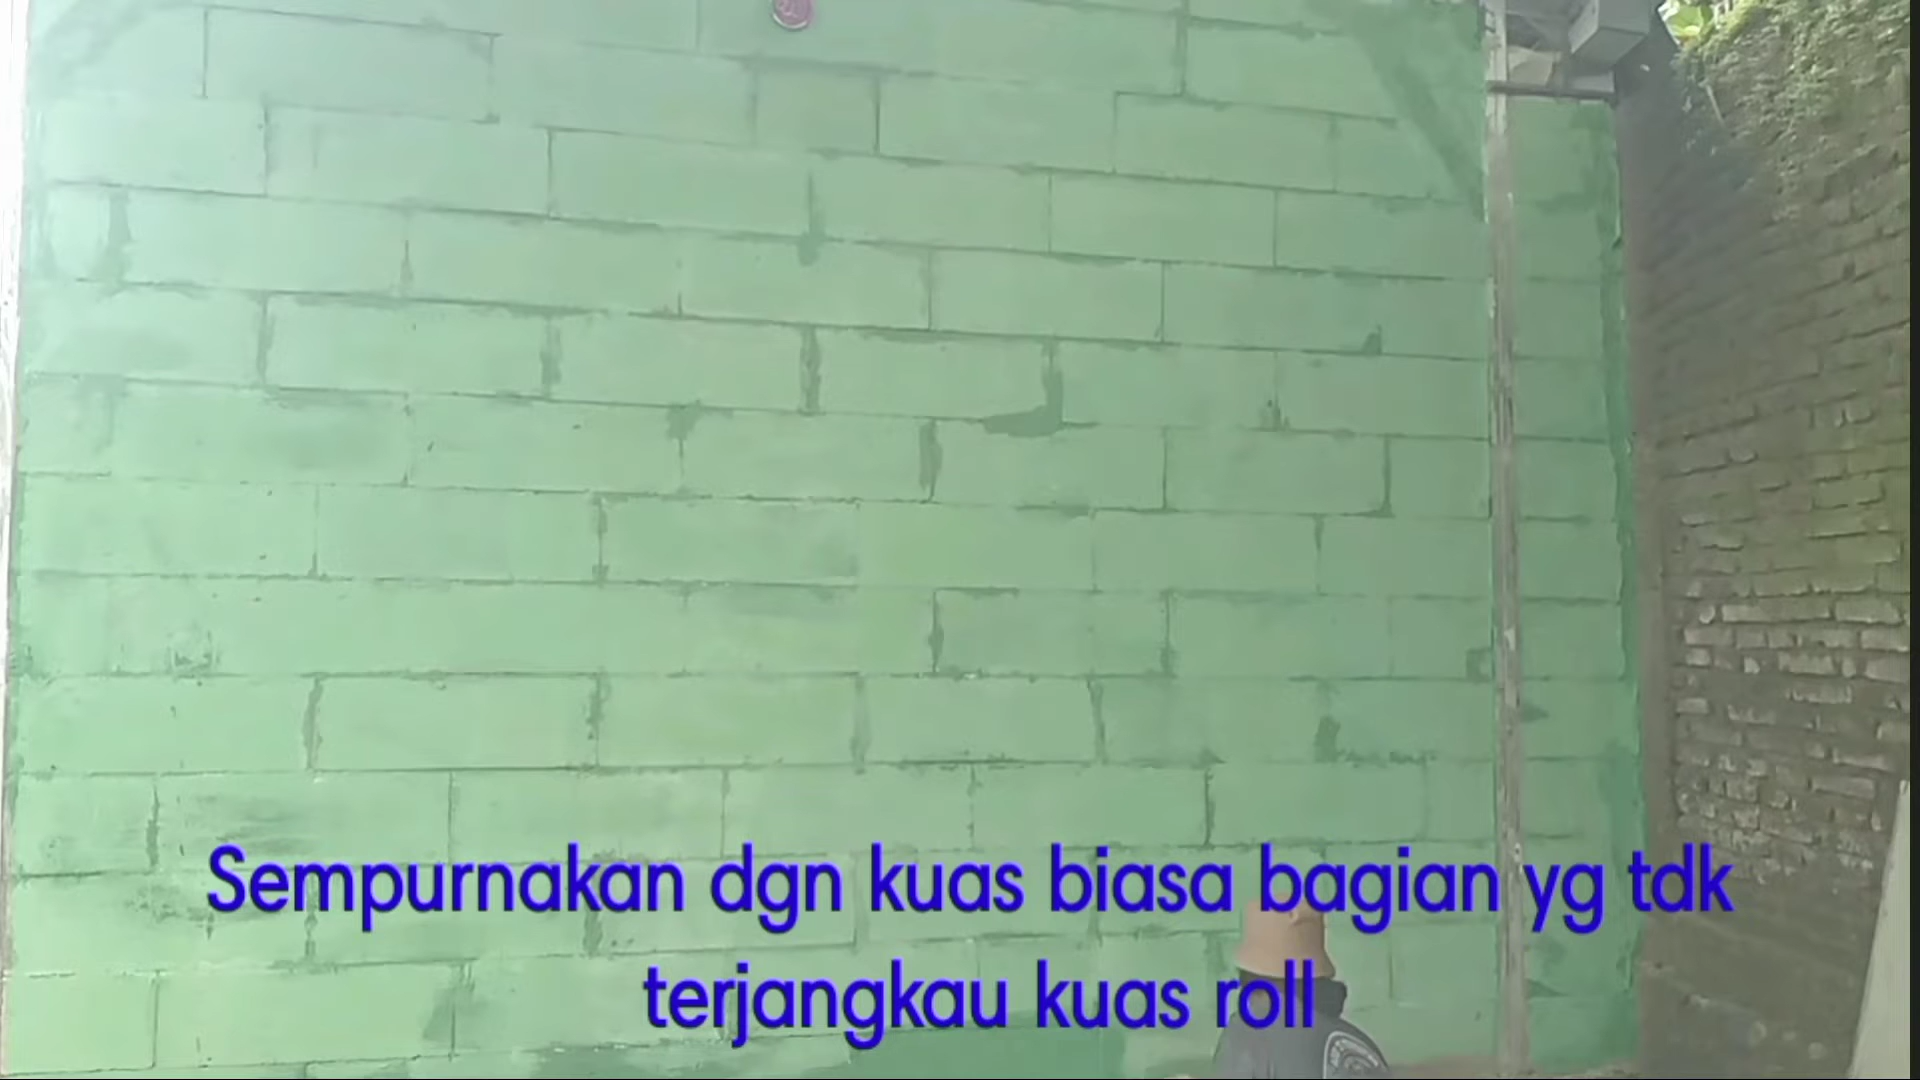 Sempurnakan dgn kuas biasa bagian yg tdk
terjangkau kuas roll